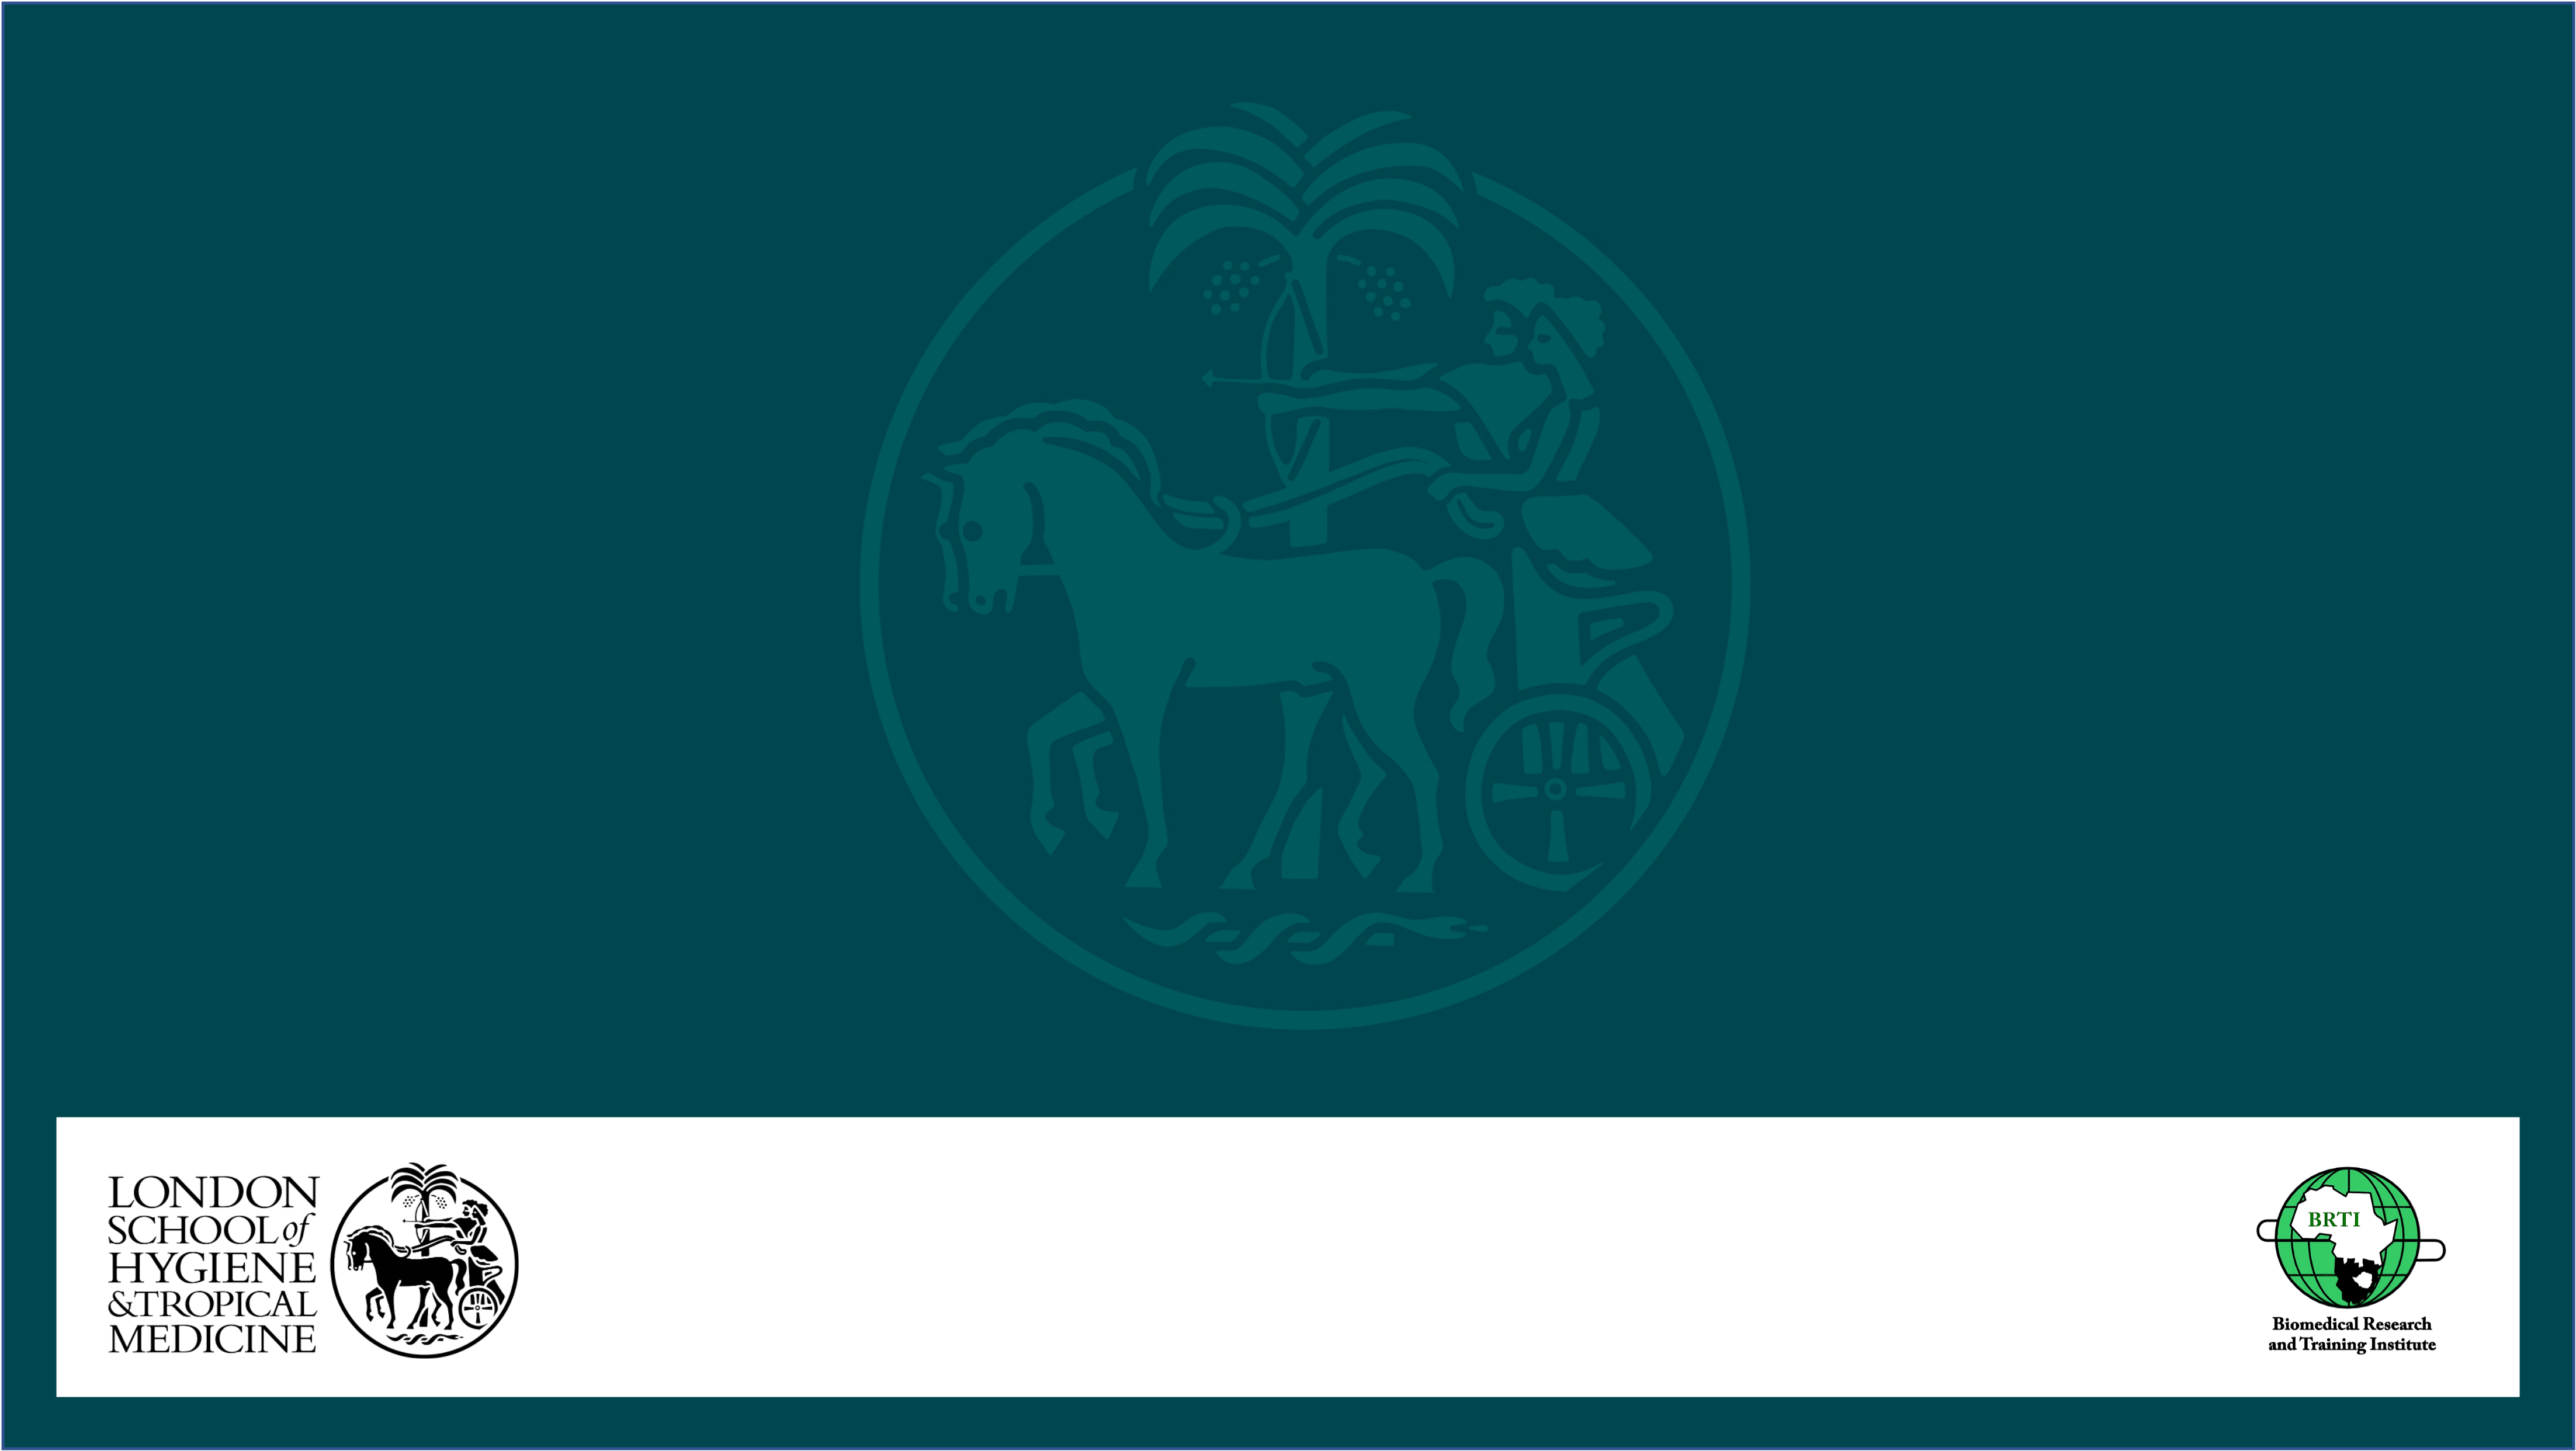 LONDON
SCHOOL of
HYGIENE
&TROPICAL
MEDICINE
BRTI
Biomedical Research
and Training Institute